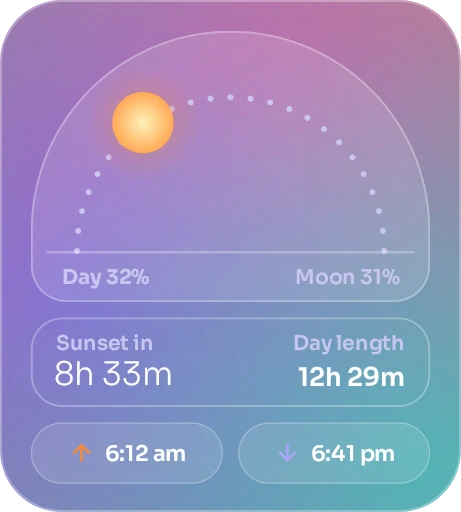 Day 32% Moon 31%
Sunset in Day length
8h 33m 12h 29m
6:12 am 6:41 pm